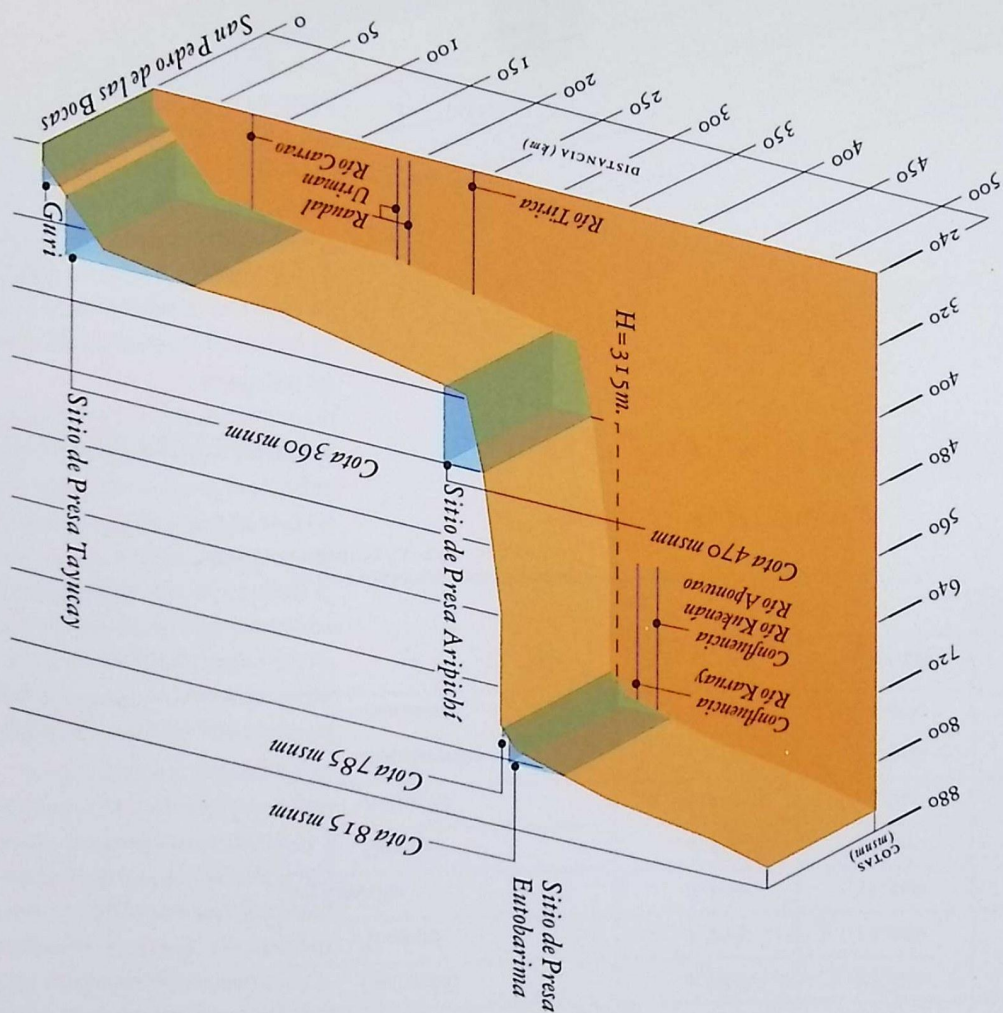 San Pedro de las Bocas
0
50
100
150
200
250
300
350
400
450
500
DISTANCIA (km)
240
320
400
480
560
640
720
800
880
COTAS
(msnm)
Guri
Río Carrao
Uriman
Raudal
Río Tirica
H=315m.
Sitio de Presa Tayucay
Cota 360 msnm
Sitio de Presa Aripichí
Cota 470 msnm
Confluencia
Río Kukenán
Río Aponwao
Confluencia
Río Karuay
Cota 785 msnm
Cota 815 msnm
Sitio de Presa
Eutobarima